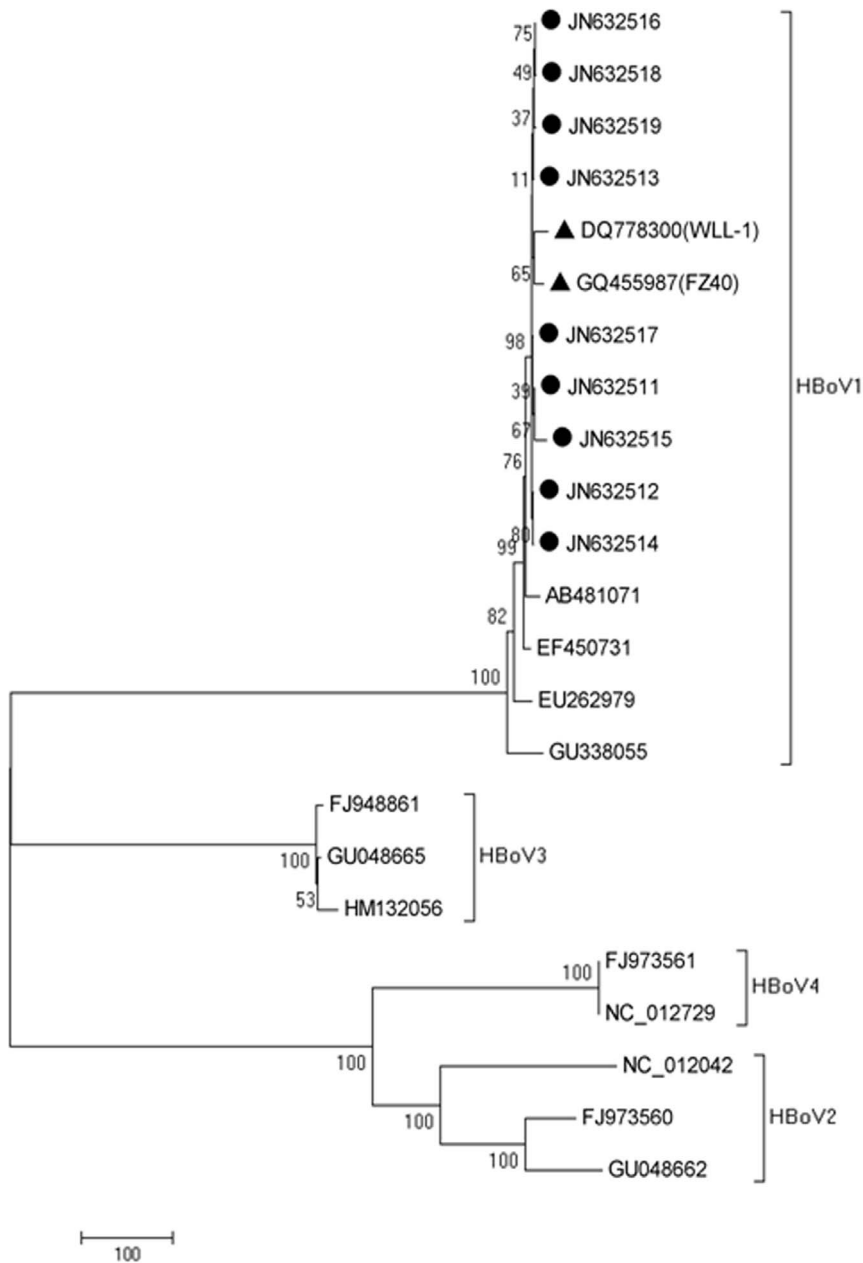 75
JN632516
49
JN632518
37
JN632519
11
JN632513
DQ778300(WLL-1)
65
GQ455987(FZ40)
98
JN632517
39
JN632511
HBoV1
67
JN632515
76
JN632512
80
99
JN632514
AB481071
82
EF450731
100
EU262979
GU338055
FJ948861
100
GU048665
HBoV3
53
HM132056
100
FJ973561
HBoV4
NC_012729
100
NC_012042
100
FJ973560
HBoV2
100
GU048662
100